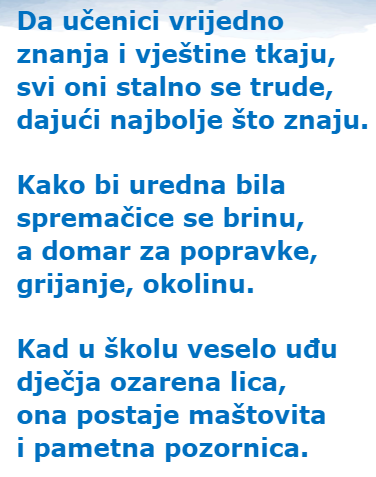 Da učenici vrijedno
znanja i vještine tkaju,
svi oni stalno se trude,
dajući najbolje što znaju.

Kako bi uredna bila
spremačice se brinu,
a domar za popravke,
grijanje, okolinu.

Kad u školu veselo uđu
dječja ozarena lica,
ona postaje maštovita
i pametna pozornica.